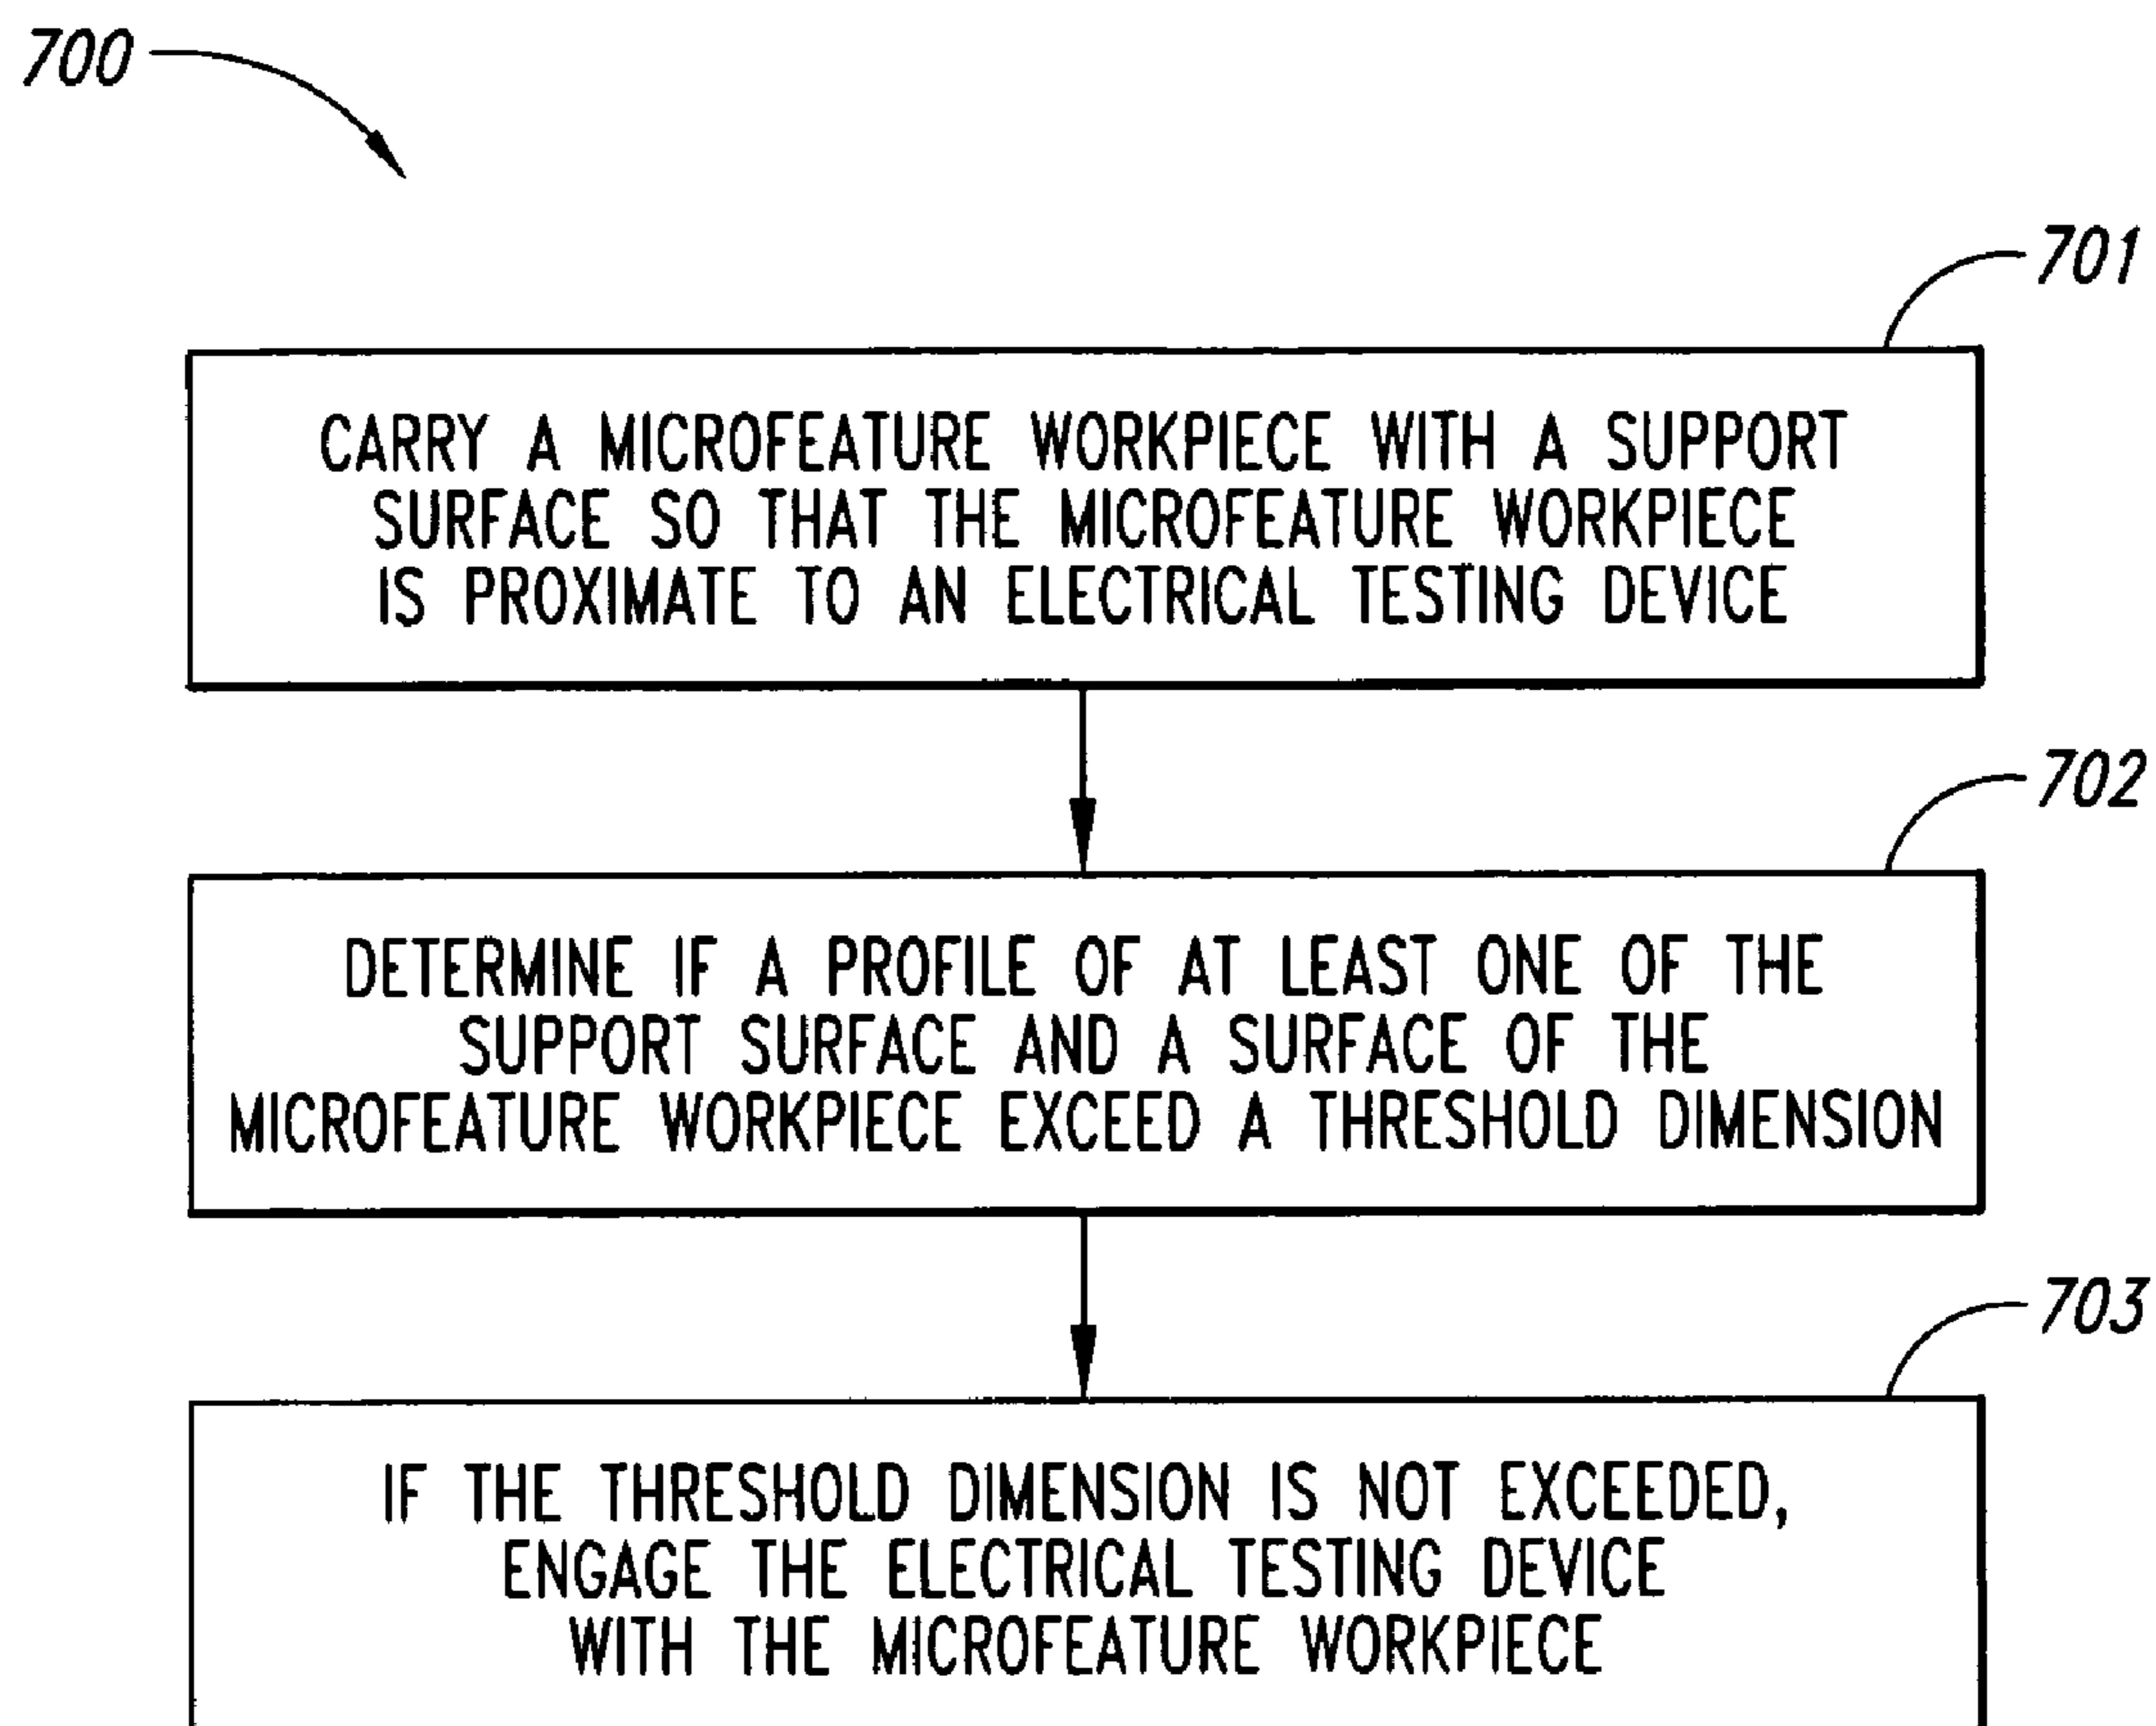 700
701
CARRY A MICROFEATURE WORKPIECE WITH A SUPPORT
SURFACE SO THAT THE MICROFEATURE WORKPIECE
IS PROXIMATE TO AN ELECTRICAL TESTING DEVICE
702
DETERMINE IF A PROFILE OF AT LEAST ONE OF THE
SUPPORT SURFACE AND A SURFACE OF THE
MICROFEATURE WORKPIECE EXCEED A THRESHOLD DIMENSION
703
IF THE THRESHOLD DIMENSION IS NOT EXCEEDED,
ENGAGE THE ELECTRICAL TESTING DEVICE
WITH THE MICROFEATURE WORKPIECE